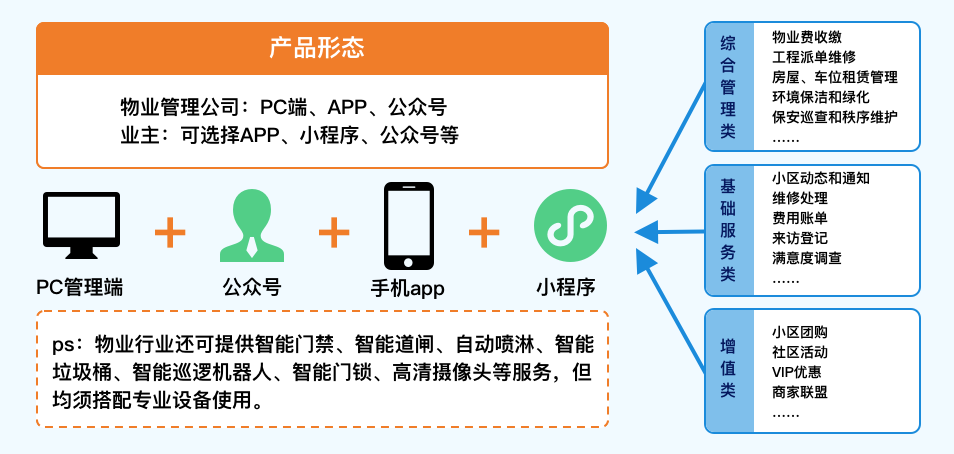 产品形态
物业管理公司：PC端、APP、公众号
业主：可选择APP、小程序、公众号等
PC管理端
公众号
手机app
小程序
ps：物业行业还可提供智能门禁、智能道闸、自动喷淋、智能
垃圾桶、智能巡逻机器人、智能门锁、高清摄像头等服务，但
均须搭配专业设备使用。
综合管理类
物业费收缴
工程派单维修
房屋、车位租赁管理
环境保洁和绿化
保安巡查和秩序维护
......
基础服务类
小区动态和通知
维修处理
费用账单
来访登记
满意度调查
......
增值类
小区团购
社区活动
VIP优惠
商家联盟
......